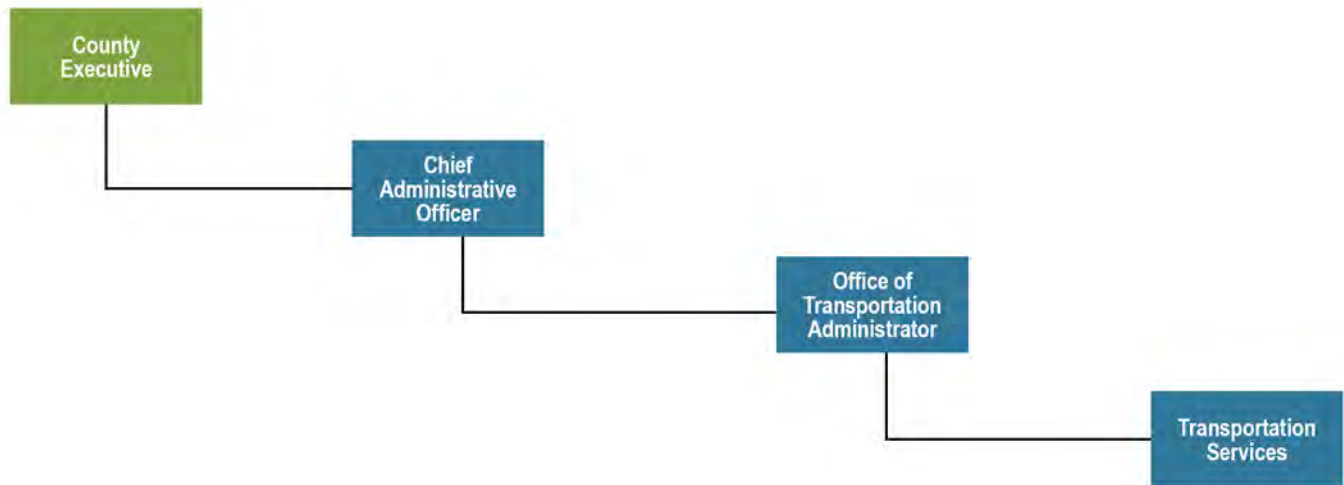 County
Executive
Chief
Administrative
Officer
Office of
Transportation
Administrator
Transportation
Services